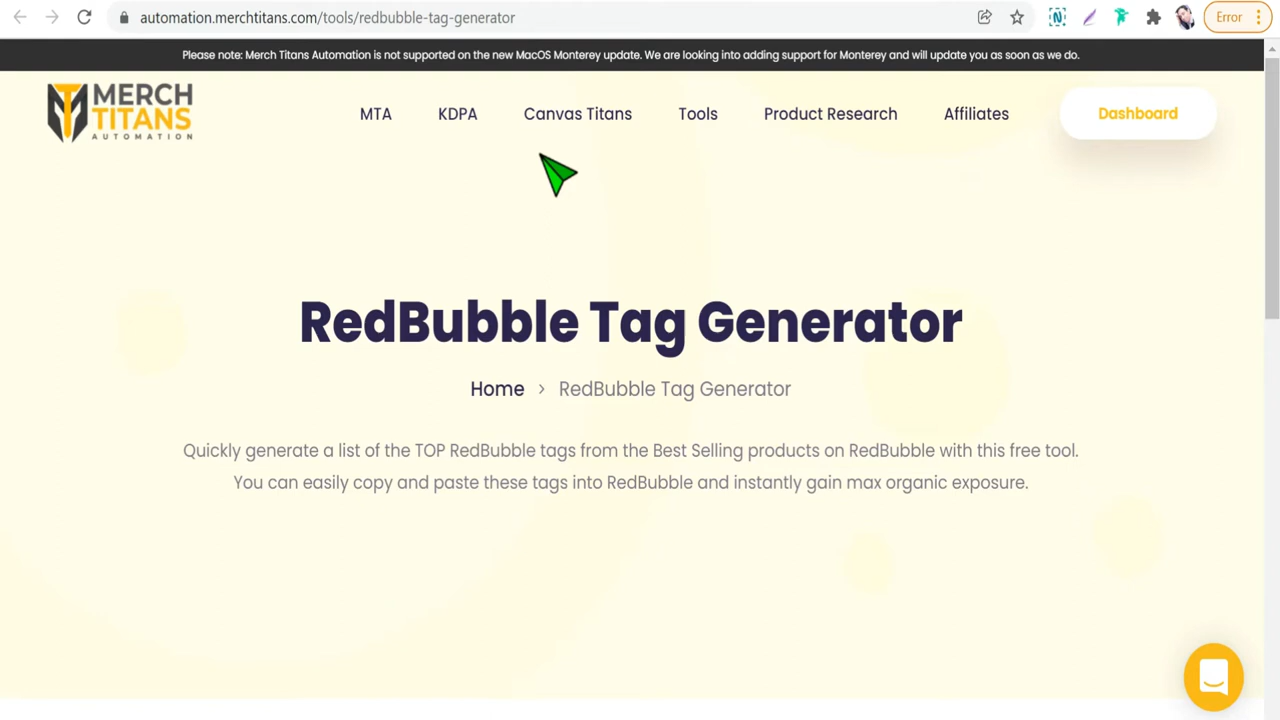 automation.merchtitans.com/tools/redbubble-tag-generator
Error
Please note: Merch Titans Automation is not supported on the new MacOS Monterey update. We are looking into adding support for Monterey and will update you as soon as we do.
MERCH
TITANS
AUTOMATION
MTA
KDPA
Canvas Titans
Tools
Product Research
Affiliates
Dashboard
RedBubble Tag Generator
Home > RedBubble Tag Generator
Quickly generate a list of the TOP RedBubble tags from the Best Selling products on RedBubble with this free tool.
You can easily copy and paste these tags into RedBubble and instantly gain max organic exposure.